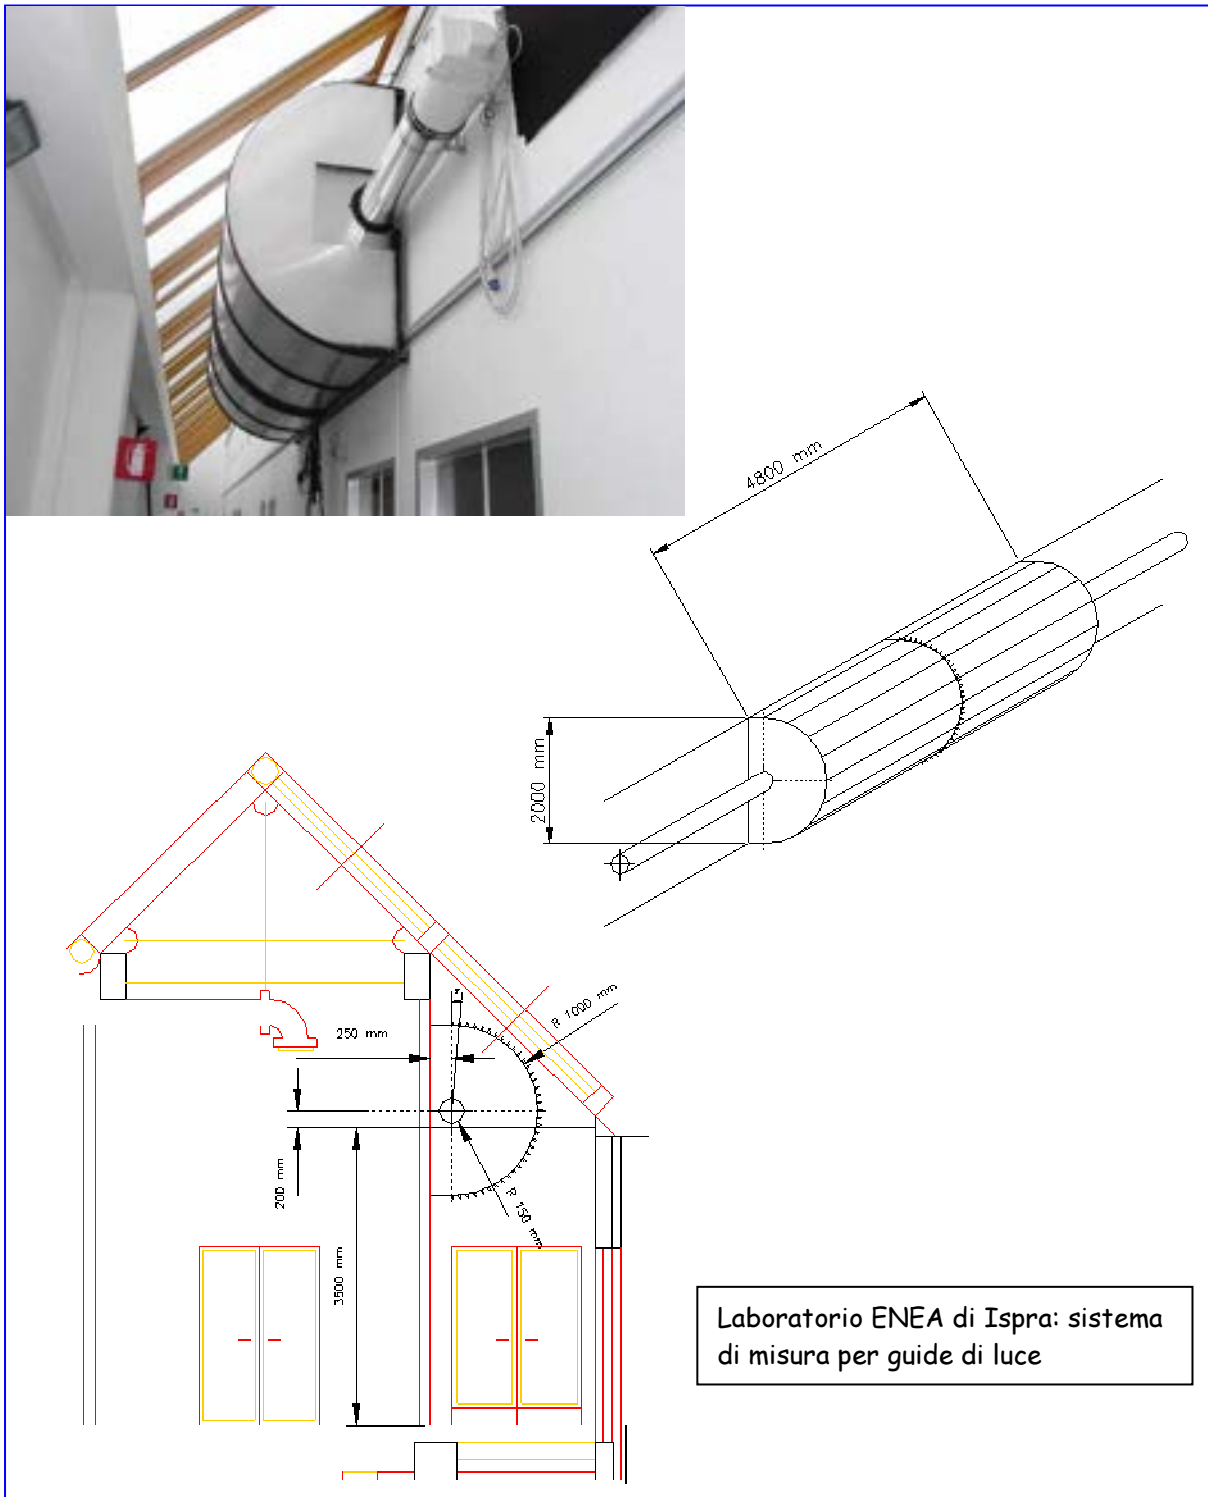 4800 mm
2000 mm
R 1000 mm
250 mm
200 mm
R 150 mm
3500 mm
Laboratorio ENEA di Ispra: sistema
di misura per guide di luce